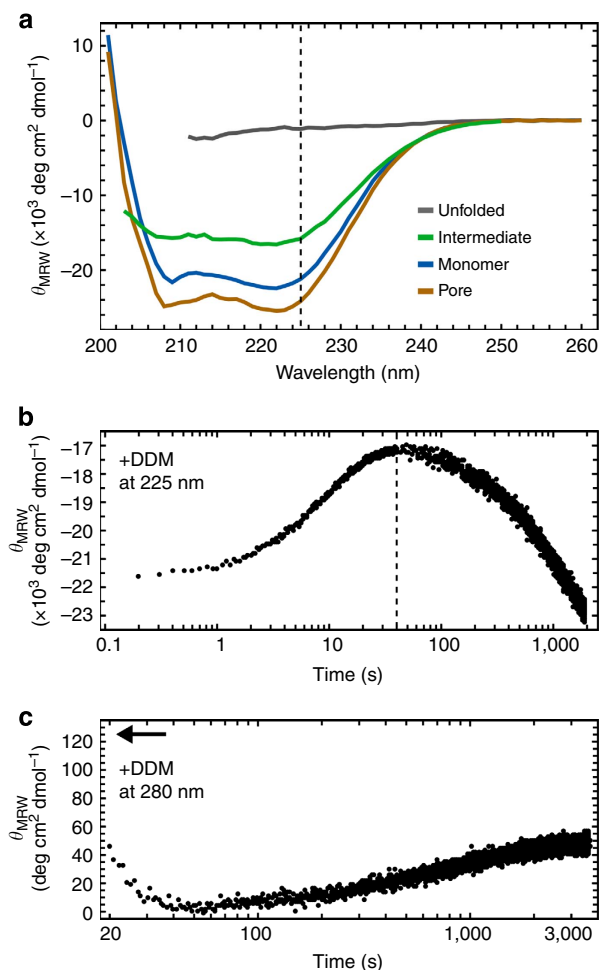 a
10
0
−10
−20
θMRW (×10³ deg cm² dmol⁻¹)
Unfolded
Intermediate
Monomer
Pore
200 210 220 230 240 250 260
Wavelength (nm)
b
−17
−18
−19
−20
−21
−22
−23
θMRW
(×10³ deg cm² dmol⁻¹)
+DDM
at 225 nm
0.1 1 10 100 1,000
Time (s)
c
120
100
80
60
40
20
0
θMRW
(deg cm² dmol⁻¹)
+DDM
at 280 nm
20 100 1,000 3,000
Time (s)